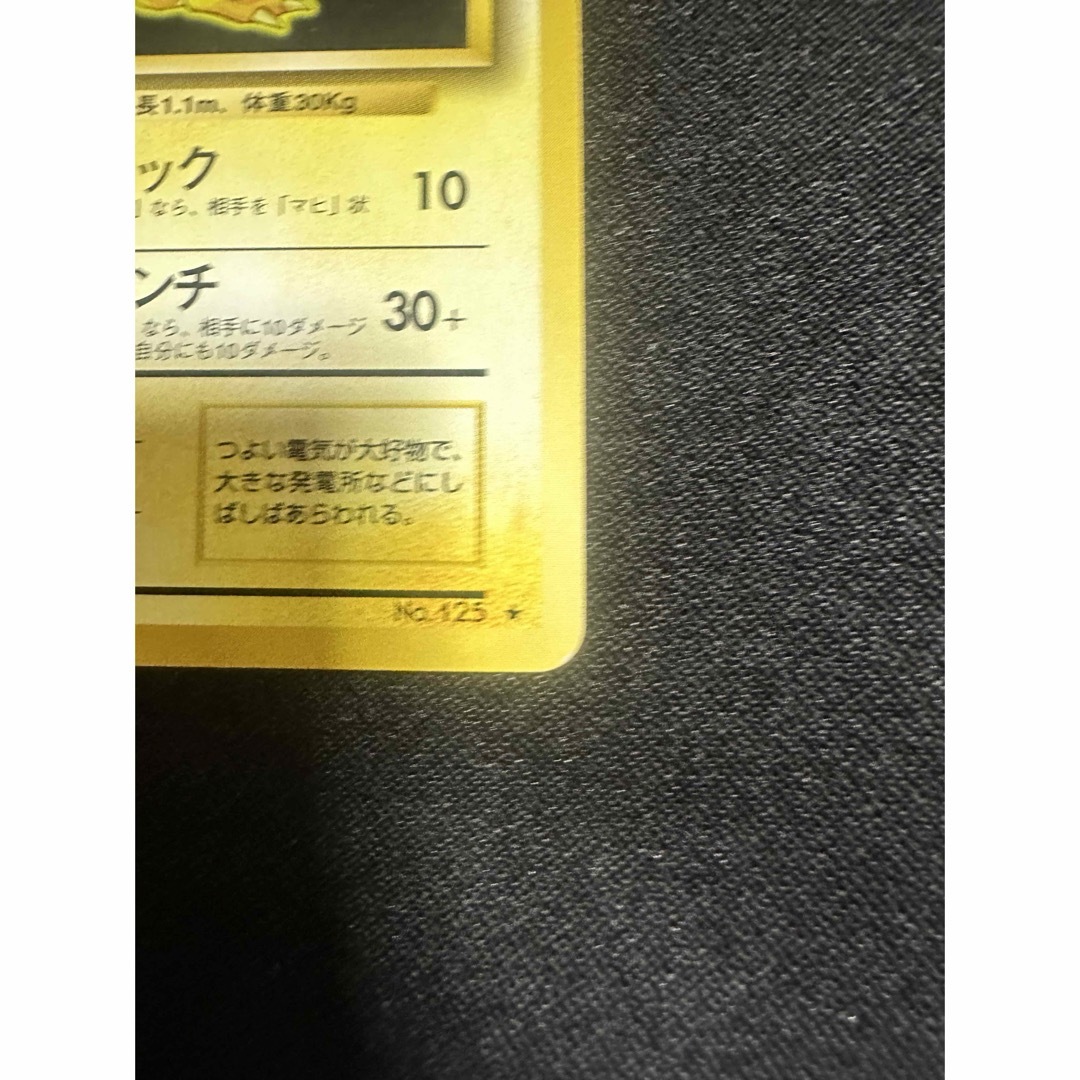 長1.1m、体重30Kg
ック 10
」なら、相手を「マヒ」状
ンチ 30+
なら、相手に10ダメージ
自分にも10ダメージ。
つよい電気が大好物で、
大きな発電所などにし
ばしばあらわれる。
No.125 ★